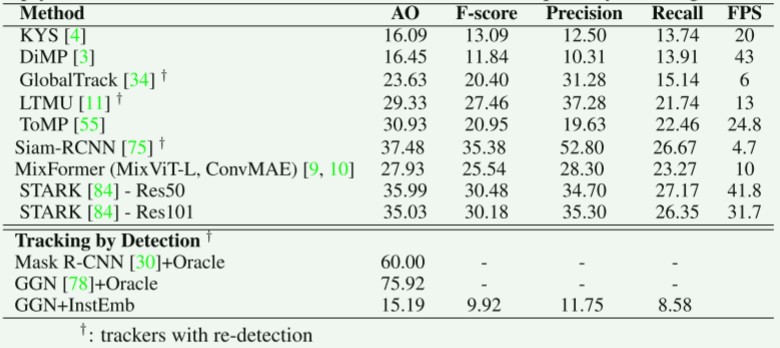 Method AO F-score Precision Recall FPS
KYS [4] 16.09 13.09 12.50 13.74 20
DiMP [3] 16.45 11.84 10.31 13.91 43
GlobalTrack [34] † 23.63 20.40 31.28 15.14 6
LTMU [11] † 29.33 27.46 37.28 21.74 13
ToMP [55] 30.93 20.95 19.63 22.46 24.8
Siam-RCNN [75] † 37.48 35.38 52.80 26.67 4.7
MixFormer (MixViT-L, ConvMAE) [9, 10] 27.93 25.54 28.30 23.27 10
STARK [84] - Res50 35.99 30.48 34.70 27.17 41.8
STARK [84] - Res101 35.03 30.18 35.30 26.35 31.7
Tracking by Detection †
Mask R-CNN [30]+Oracle 60.00 - - -
GGN [78]+Oracle 75.92 - - -
GGN+InstEmb 15.19 9.92 11.75 8.58
†: trackers with re-detection